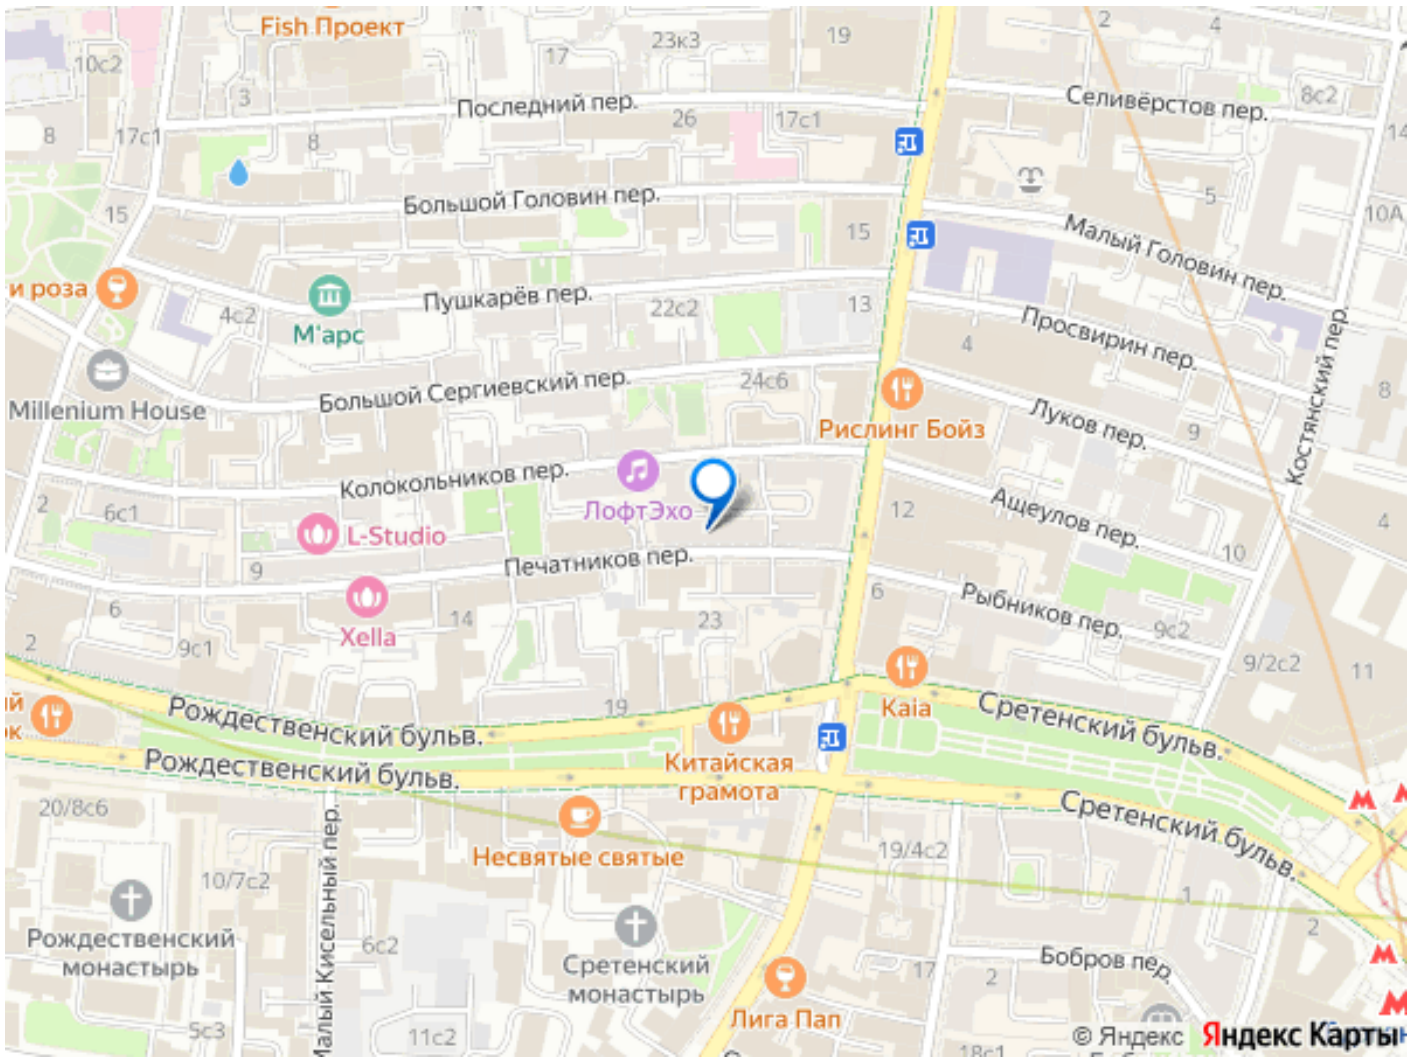 Fish Проект
23к3
19
2
4
17
10с2
3
Последний пер.
Селивёрстов пер.
8с2
8
17с1
8
26
17с1
14
Большой Головин пер.
5
15
15
Малый Головин пер.
10А
и роза
4с2
М'арс
Пушкарёв пер.
22с2
13
4
Просвирин пер.
Костянский пер.
Millenium House
Большой Сергиевский пер.
24с6
Рислинг Бойз
Луков пер.
9
8
Колокольников пер.
ЛофтЭхо
2
6с1
L-Studio
12
Ащеулов пер.
4
10
9
Печатников пер.
6
Xella
14
23
6
Рыбников пер.
9с2
2
9с1
9/2с2
11
ий
ок
Рождественский бульв.
19
Kaia
Сретенский бульв.
Рождественский бульв.
Китайская
грамота
20/8с6
Малый Кисельный пер.
Несвятые святые
19/4с2
Сретенский бульв.
10/7с2
1
2
Рождественский
монастырь
6с2
Сретенский
монастырь
17
2
Бобров пер.
Лига Пап
5с3
11с2
18с1
© Яндекс
Яндекс Карты